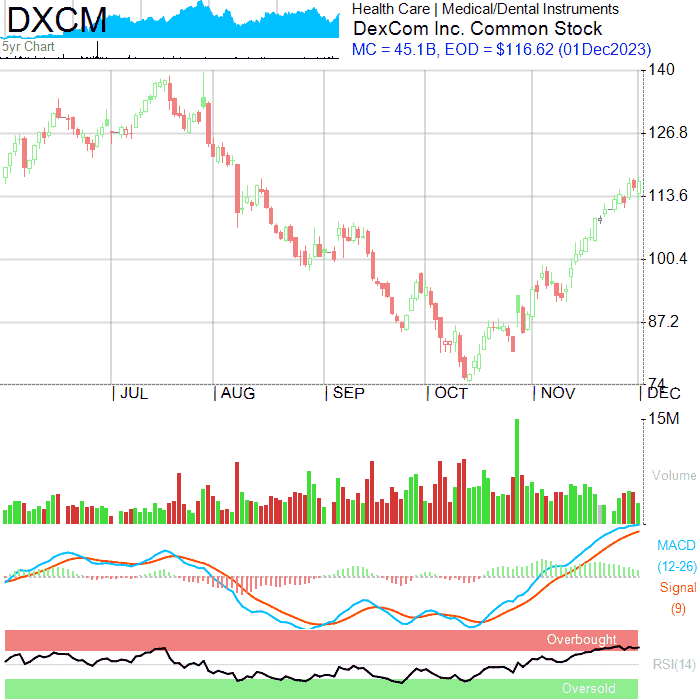 DXCM
5yr Chart
Health Care | Medical/Dental Instruments
DexCom Inc. Common Stock
MC = 45.1B, EOD = $116.62 (01Dec2023)
140
126.8
113.6
100.4
87.2
74
JUL
AUG
SEP
OCT
NOV
DEC
15M
Volume
MACD
(12-26)
Signal
(9)
Overbought
RSI(14)
Oversold